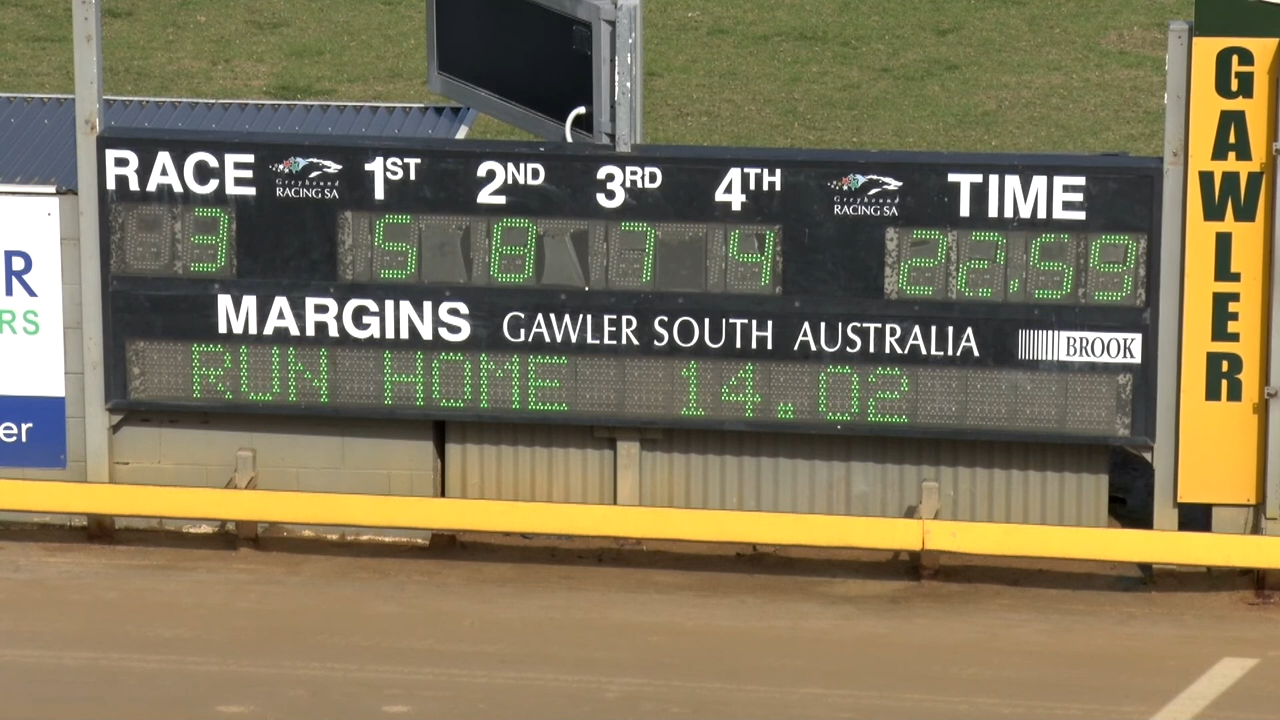 RACE 1ST 2ND 3RD 4TH TIME
Greyhound
RACING SA
Greyhound
RACING SA
3 5 8 7 4 22.59
MARGINS GAWLER SOUTH AUSTRALIA BROOK
RUN HOME 14.02
GAWLER
R
RS
er